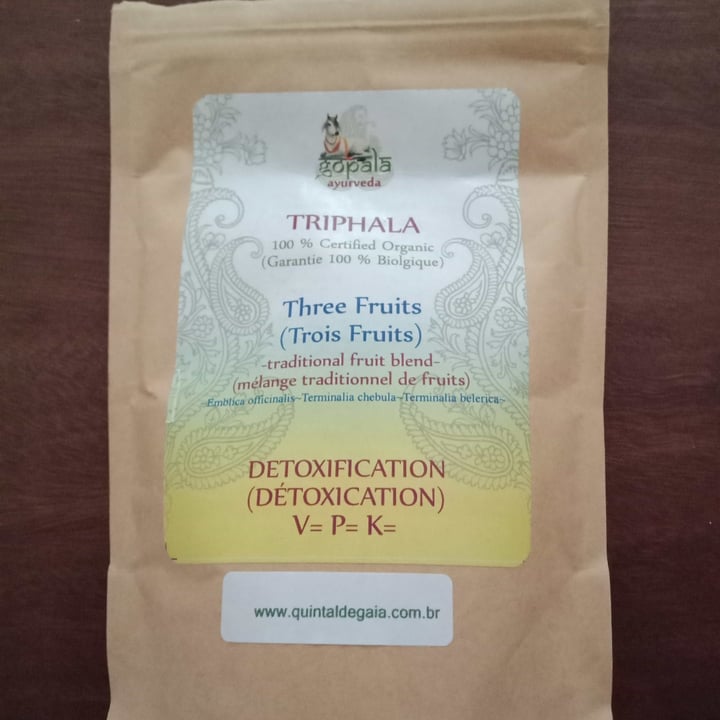 gopala
ayurveda
TRIPHALA
100 % Certified Organic
(Garantie 100 % Biolgique)
Three Fruits
(Trois Fruits)
-traditional fruit blend-
(mélange traditionnel de fruits)
~Emblica officinalis~Terminalia chebula~Terminalia belerica~
DETOXIFICATION
(DÉTOXICATION)
V= P= K=
www.quintaldegaia.com.br